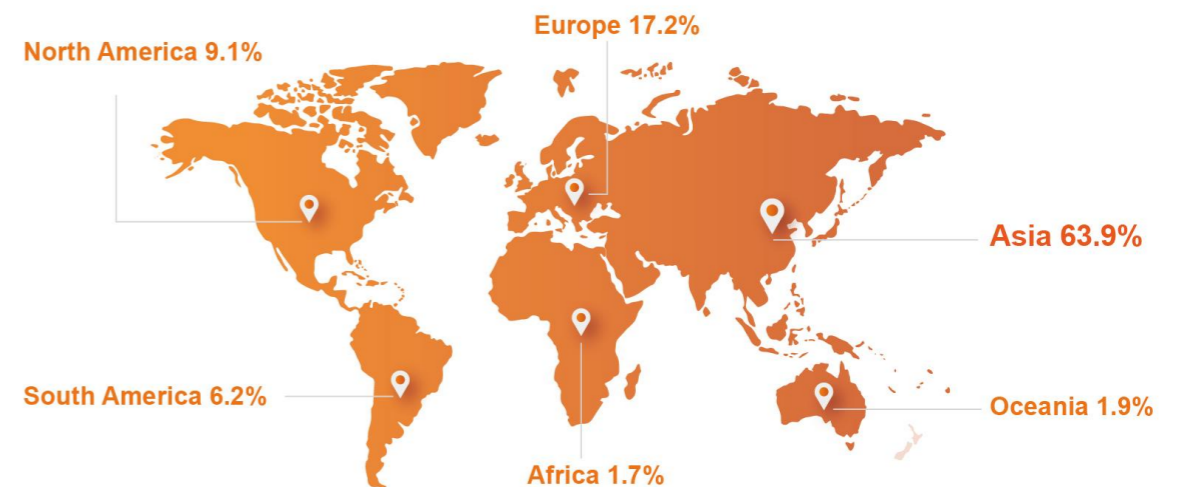 Europe 17.2%
North America 9.1%
Asia 63.9%
South America 6.2%
Oceania 1.9%
Africa 1.7%